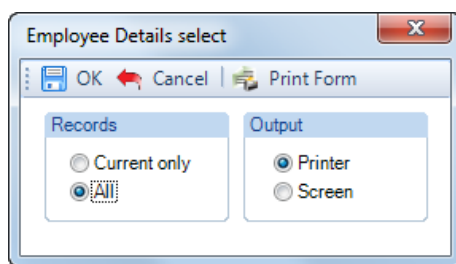 Employee Details select
OK Cancel Print Form
Records Output
Current only Printer
All Screen